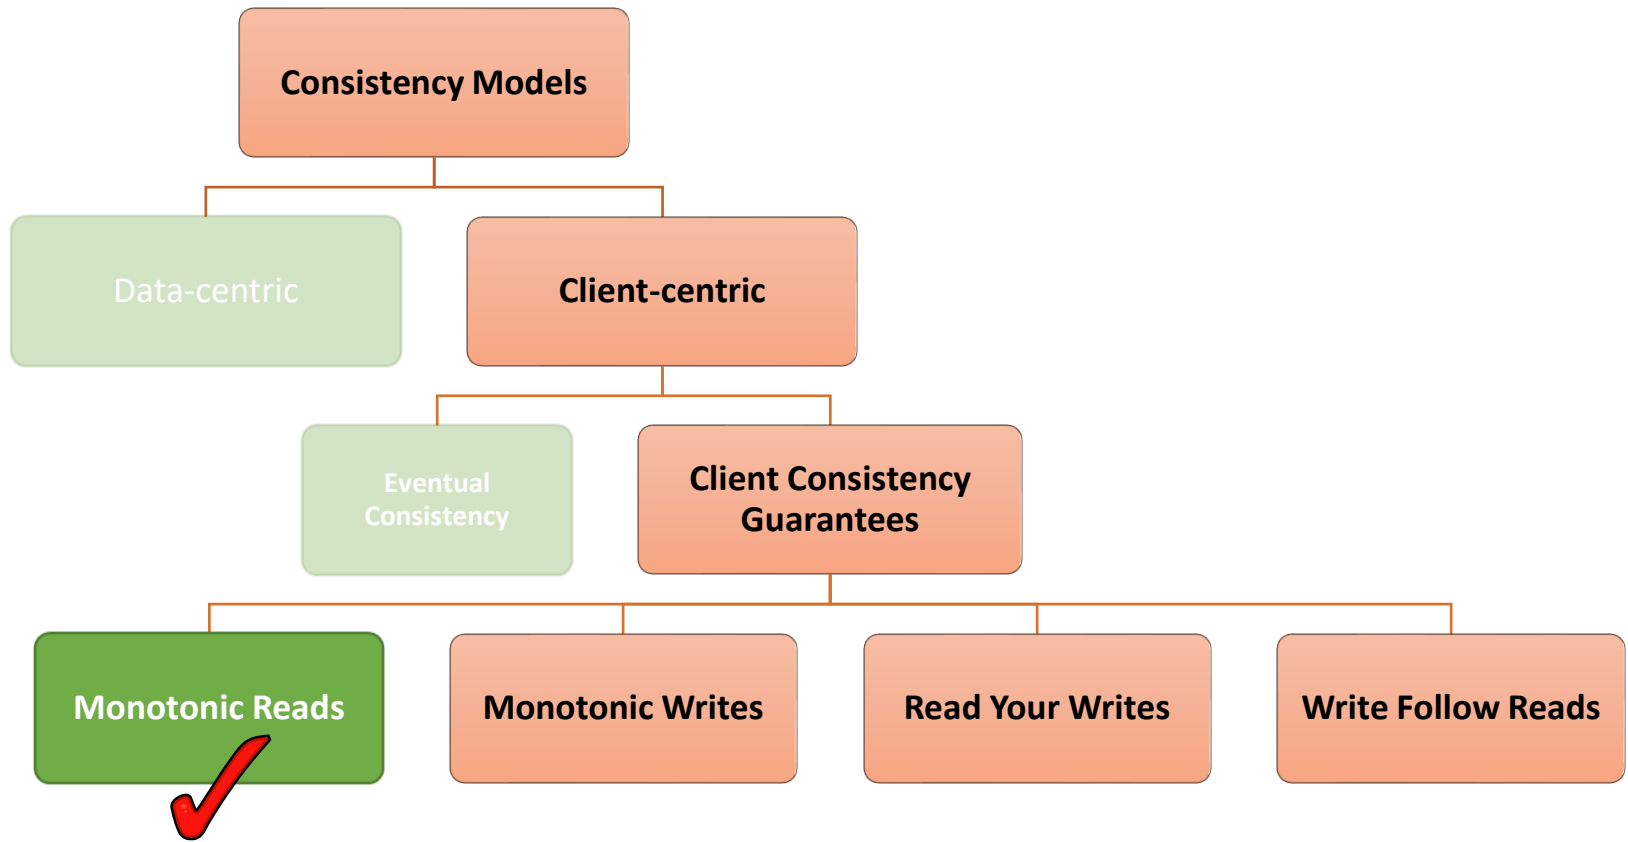 Consistency Models
Data-centric
Client-centric
Eventual
Consistency
Client Consistency
Guarantees
Monotonic Reads
Monotonic Writes
Read Your Writes
Write Follow Reads